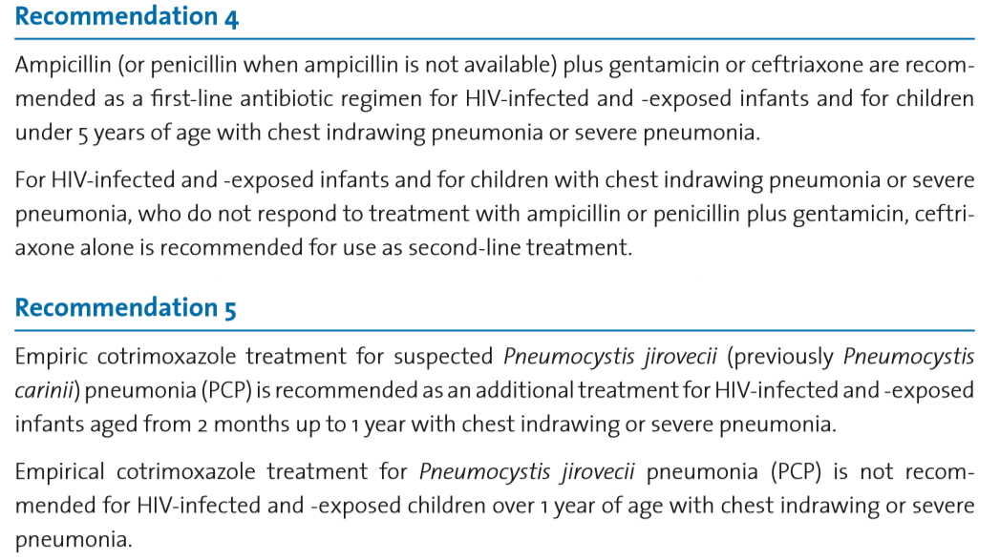 Recommendation 4
Ampicillin (or penicillin when ampicillin is not available) plus gentamicin or ceftriaxone are recom-
mended as a first-line antibiotic regimen for HIV-infected and -exposed infants and for children
under 5 years of age with chest indrawing pneumonia or severe pneumonia.
For HIV-infected and -exposed infants and for children with chest indrawing pneumonia or severe
pneumonia, who do not respond to treatment with ampicillin or penicillin plus gentamicin, ceftri-
axone alone is recommended for use as second-line treatment.
Recommendation 5
Empiric cotrimoxazole treatment for suspected Pneumocystis jirovecii (previously Pneumocystis
carinii) pneumonia (PCP) is recommended as an additional treatment for HIV-infected and -exposed
infants aged from 2 months up to 1 year with chest indrawing or severe pneumonia.
Empirical cotrimoxazole treatment for Pneumocystis jirovecii pneumonia (PCP) is not recom-
mended for HIV-infected and -exposed children over 1 year of age with chest indrawing or severe
pneumonia.